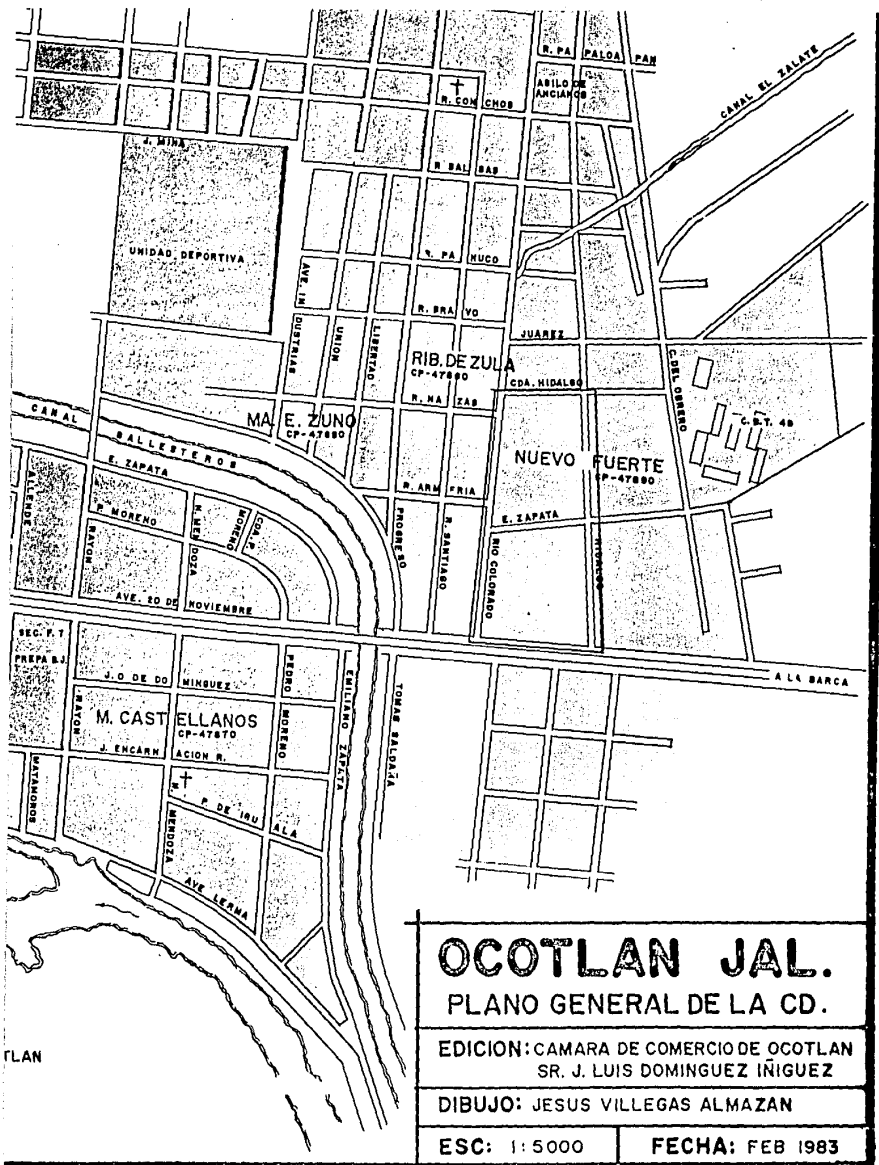 R. PA PALOA PAN
ASILO DE
ANCIANOS
CANAL EL ZALATE
R. CON CHOS
J. MINA
R. BAL SAS
UNIDAD DEPORTIVA
R. PA NUCO
AVE. IN DUSTRIAS
UNION
LIBERTAD
R. BRA VO
JUAREZ
RIB. DE ZULA
CP-47880
C. DEL OBRERO
CDA. HIDALGO
R. NA ZAS
MA. E. ZUNO
CP-47880
C.B.T. 49
CANAL BALLESTEROS
NUEVO FUERTE
CP-47880
E. ZAPATA
ALLENDE
R. ARM ERIA
P. MORENO
N. MEN DOZA
CDA. P.
MORENO
PROGRESO
R. SANTIAGO
E. ZAPATA
RAYON
RIO COLORADO
HIDALGO
AVE. 20 DE NOVIEMBRE
SEC. F. T
PREPA B.J.
A LA BARCA
J. O DE DO MINGUEZ
PEDRO MORENO
EMILIANO ZAPATA
TOMAS SALDAÑA
RAYON
M. CASTELLANOS
CP-47870
J. ENCARN ACION R.
MATAMOROS
N. MENDOZA
P. DE IRU ALA
AVE LERMA
TLAN
OCOTLAN JAL.
PLANO GENERAL DE LA CD.
EDICION: CAMARA DE COMERCIO DE OCOTLAN
SR. J. LUIS DOMINGUEZ IÑIGUEZ
DIBUJO: JESUS VILLEGAS ALMAZAN
ESC: 1:5000
FECHA: FEB 1983